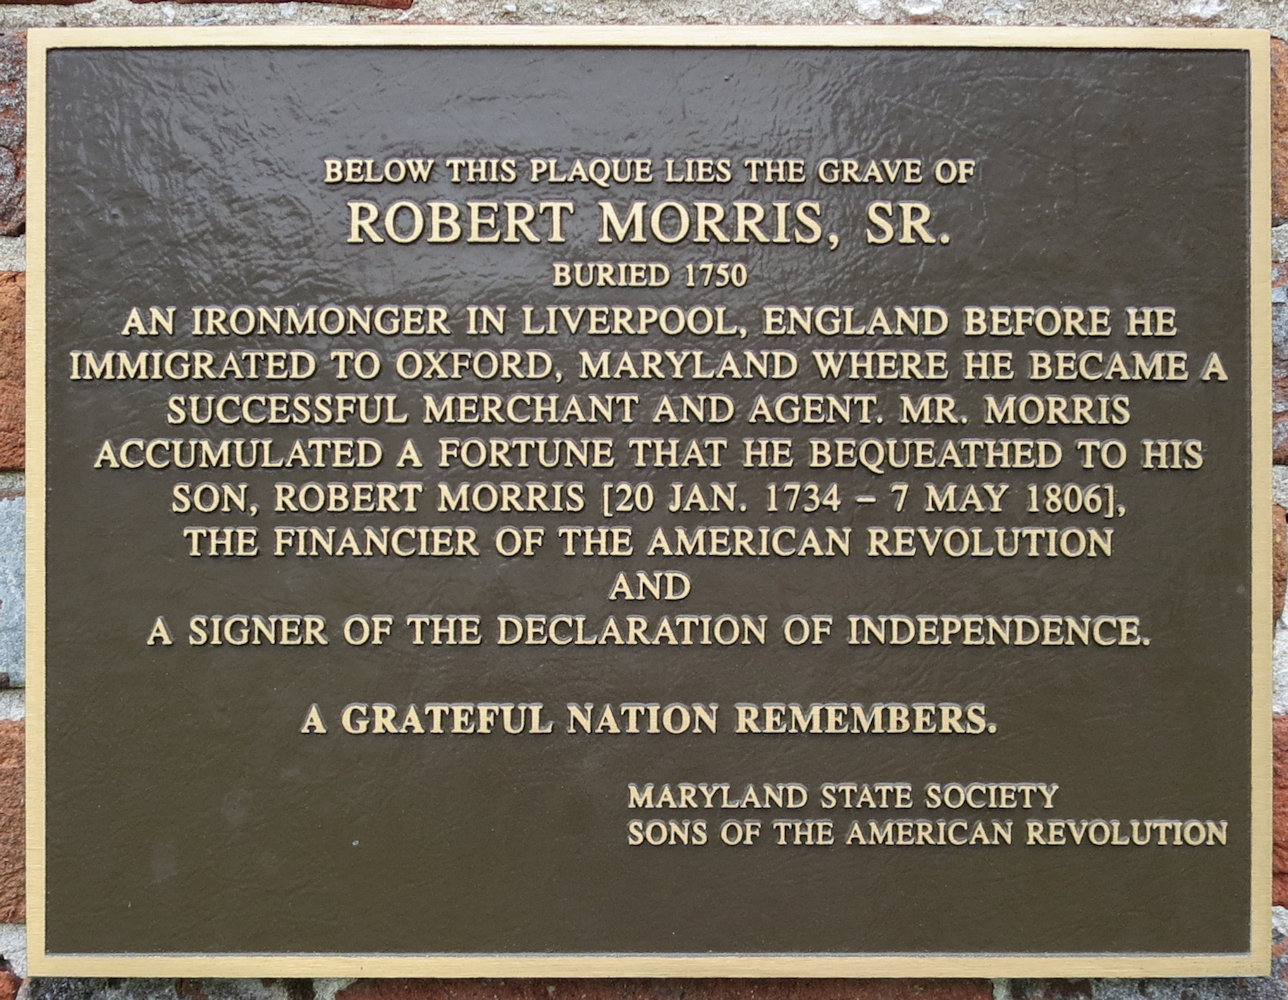 BELOW THIS PLAQUE LIES THE GRAVE OF
ROBERT MORRIS, SR.
BURIED 1750
AN IRONMONGER IN LIVERPOOL, ENGLAND BEFORE HE
IMMIGRATED TO OXFORD, MARYLAND WHERE HE BECAME A
SUCCESSFUL MERCHANT AND AGENT. MR. MORRIS
ACCUMULATED A FORTUNE THAT HE BEQUEATHED TO HIS
SON, ROBERT MORRIS [20 JAN. 1734 – 7 MAY 1806],
THE FINANCIER OF THE AMERICAN REVOLUTION
AND
A SIGNER OF THE DECLARATION OF INDEPENDENCE.
A GRATEFUL NATION REMEMBERS.
MARYLAND STATE SOCIETY
SONS OF THE AMERICAN REVOLUTION